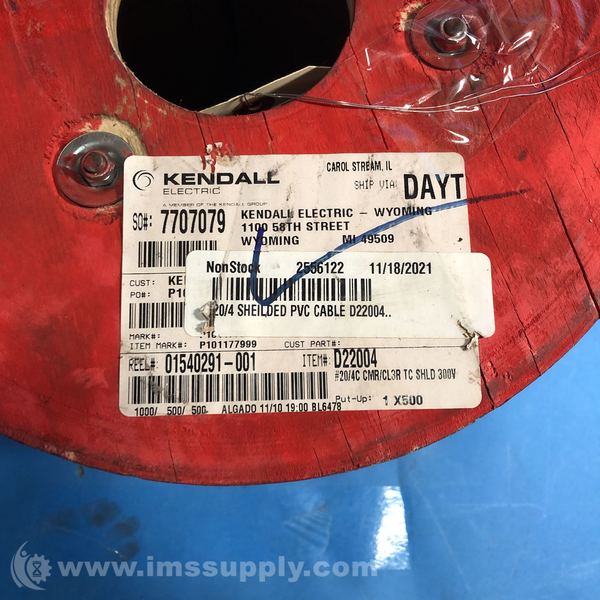 KENDALL
ELECTRIC
A MEMBER OF THE KENDALL GROUP
CAROL STREAM, IL
SHIP VIA: DAYT
SO#: 7707079
KENDALL ELECTRIC - WYOMING
1100 58TH STREET
WYOMING MI 49509
NonStock 2556122 11/18/2021
20/4 SHEILDED PVC CABLE D22004..
CUST: KE
PO#: P10
MARK#:
ITEM MARK#: P101177999
CUST PART#:
REEL# 01540291-001
ITEM# D22004
#20/4C CMR/CL3R TC SHLD 300V
Put-Up: 1 X500
1000/ 500/ 500 ALGADO 11/10 19:00 BL6478
www.imssupply.com